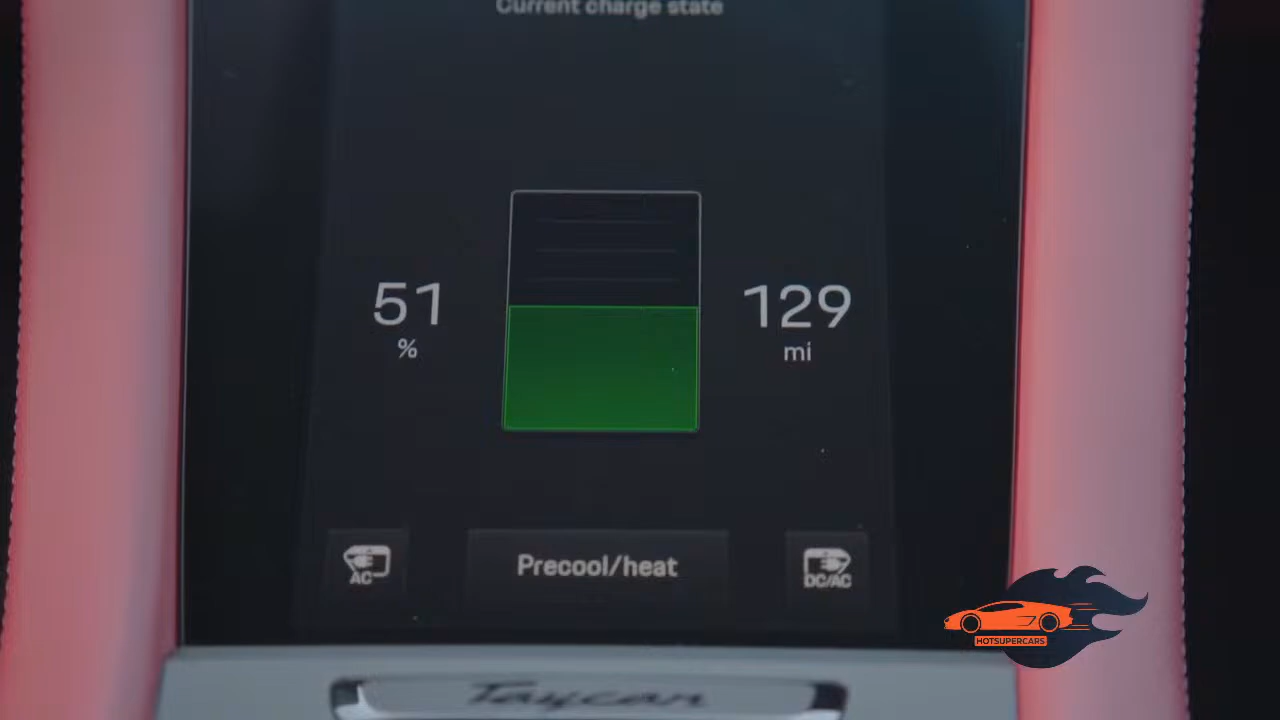 Current charge state
51
%
129
mi
AC
Precool/heat
DC/AC
HOTSUPERCARS
Taycan